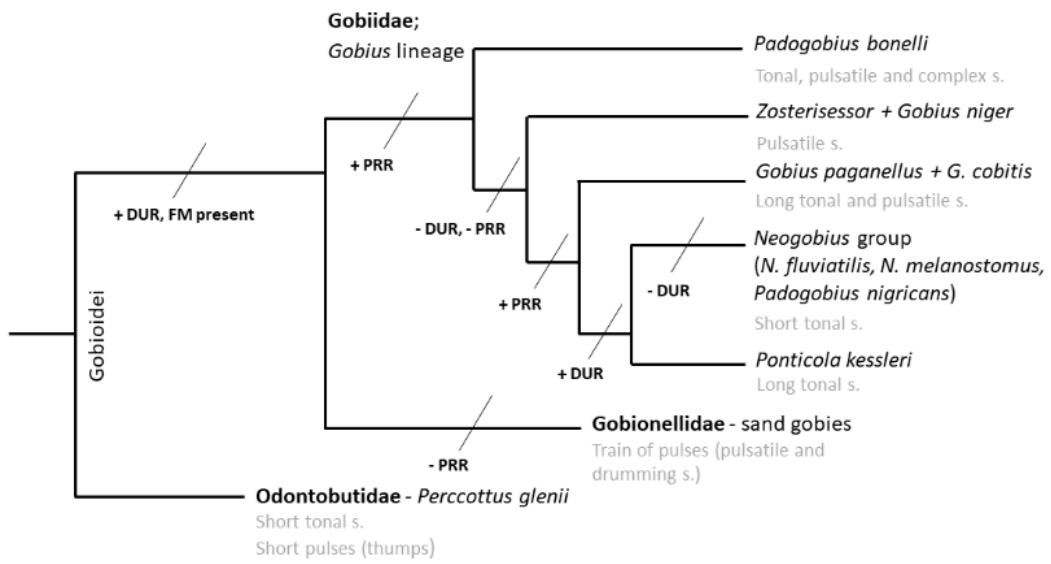 Gobiidae;
Gobius lineage
Padogobius bonelli
Tonal, pulsatile and complex s.
Zosterisessor + Gobius niger
Pulsatile s.
+ PRR
Gobius paganellus + G. cobitis
Long tonal and pulsatile s.
+ DUR, FM present
- DUR, - PRR
Neogobius group
(N. fluviatilis, N. melanostomus,
Padogobius nigricans)
Short tonal s.
- DUR
+ PRR
Gobioidei
Ponticola kessleri
Long tonal s.
+ DUR
Gobionellidae - sand gobies
Train of pulses (pulsatile and
drumming s.)
- PRR
Odontobutidae - Perccottus glenii
Short tonal s.
Short pulses (thumps)